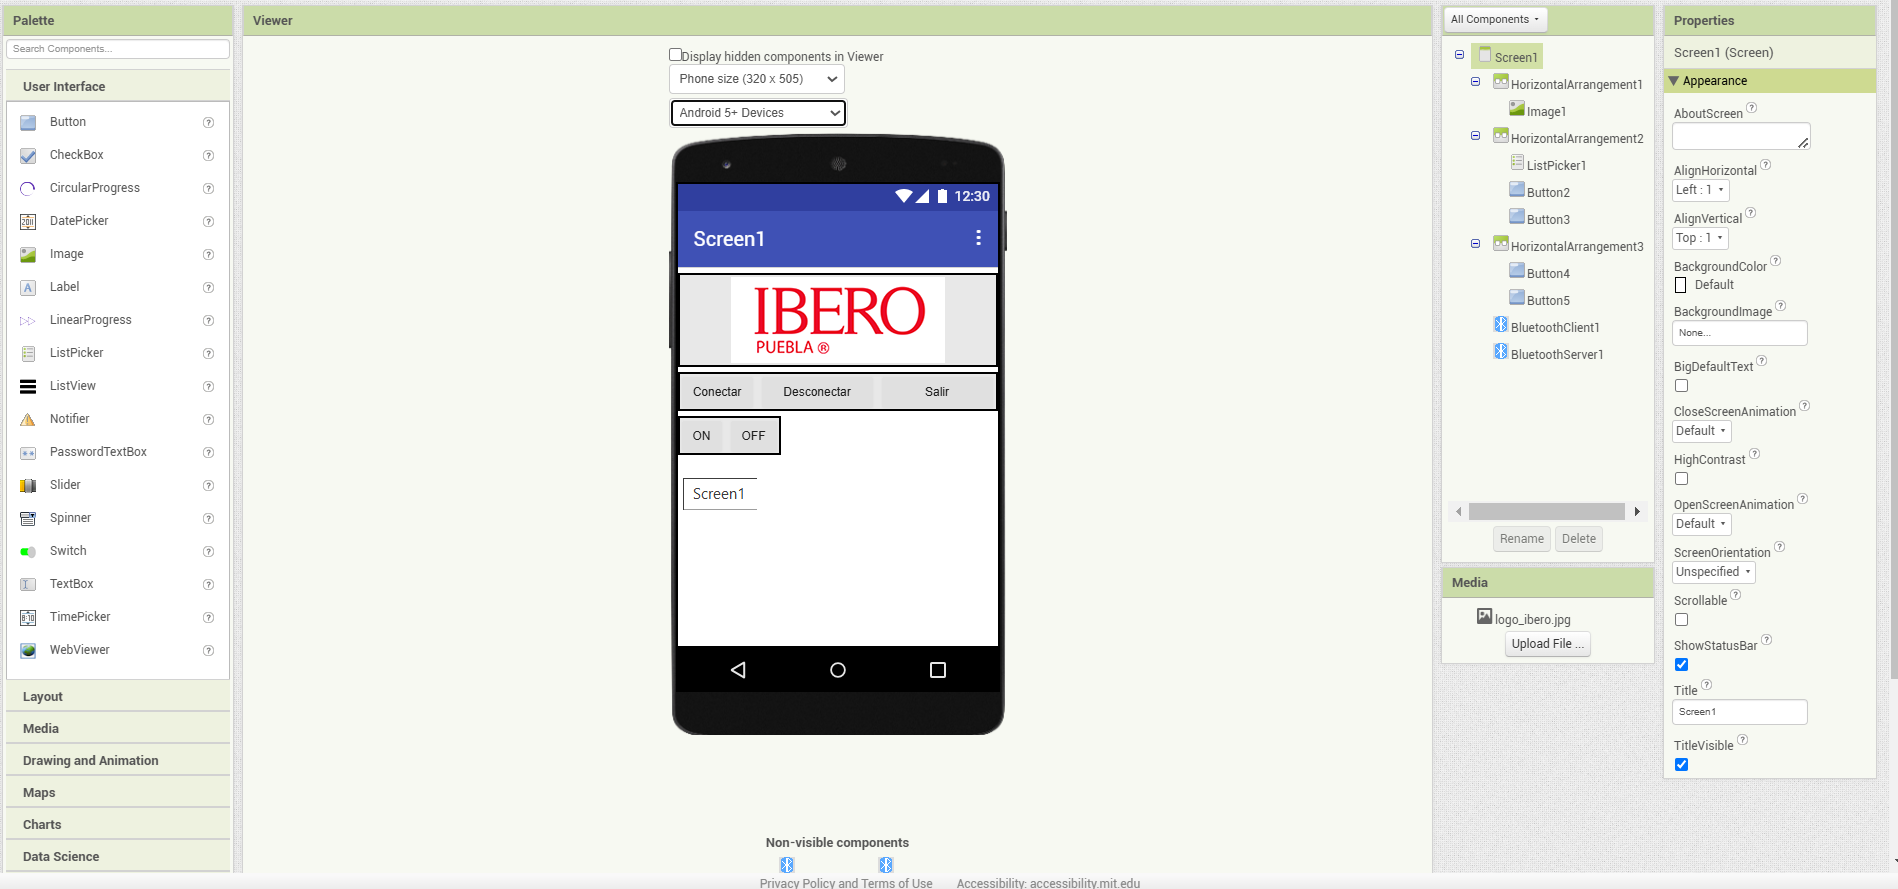 Palette
Search Components...
User Interface
Button
CheckBox
CircularProgress
DatePicker
Image
Label
LinearProgress
ListPicker
ListView
Notifier
PasswordTextBox
Slider
Spinner
Switch
TextBox
TimePicker
WebViewer
Layout
Media
Drawing and Animation
Maps
Charts
Data Science
Viewer
Display hidden components in Viewer
Phone size (320 x 505)
Android 5+ Devices
12:30
Screen1
IBERO
PUEBLA ®
Conectar Desconectar Salir
ON OFF
Screen1
Non-visible components
Privacy Policy and Terms of Use Accessibility: accessibility.mit.edu
All Components
Screen1
HorizontalArrangement1
Image1
HorizontalArrangement2
ListPicker1
Button2
Button3
HorizontalArrangement3
Button4
Button5
BluetoothClient1
BluetoothServer1
Rename Delete
Media
logo_ibero.jpg
Upload File ...
Properties
Screen1 (Screen)
Appearance
AboutScreen
AlignHorizontal
Left : 1
AlignVertical
Top : 1
BackgroundColor
Default
BackgroundImage
None...
BigDefaultText
CloseScreenAnimation
Default
HighContrast
OpenScreenAnimation
Default
ScreenOrientation
Unspecified
Scrollable
ShowStatusBar
Title
Screen1
TitleVisible